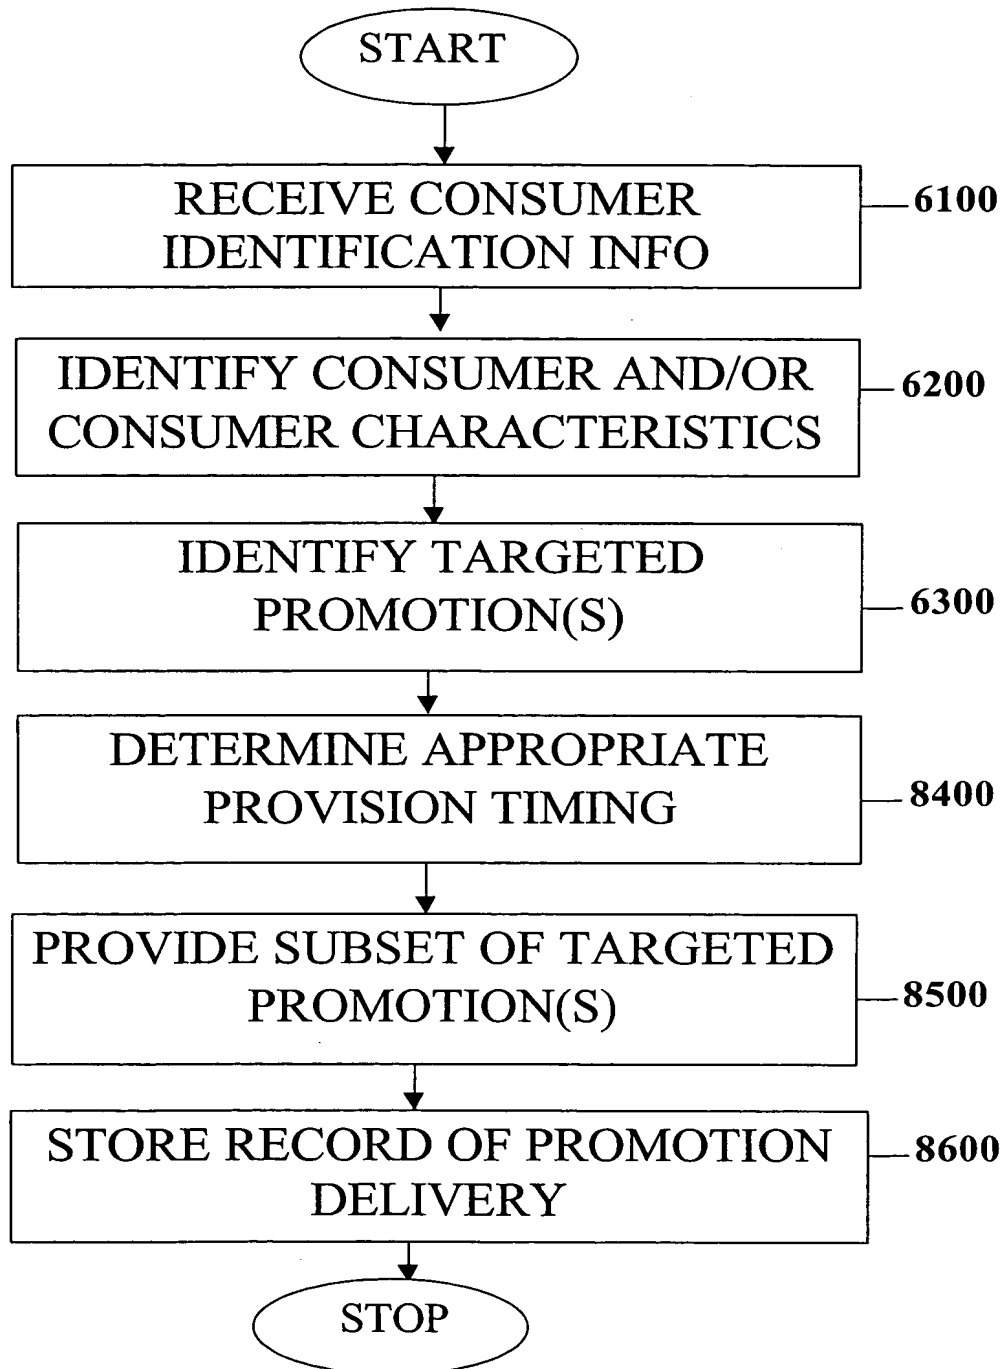 START
RECEIVE CONSUMER
IDENTIFICATION INFO
6100
IDENTIFY CONSUMER AND/OR
CONSUMER CHARACTERISTICS
6200
IDENTIFY TARGETED
PROMOTION(S)
6300
DETERMINE APPROPRIATE
PROVISION TIMING
8400
PROVIDE SUBSET OF TARGETED
PROMOTION(S)
8500
STORE RECORD OF PROMOTION
DELIVERY
8600
STOP